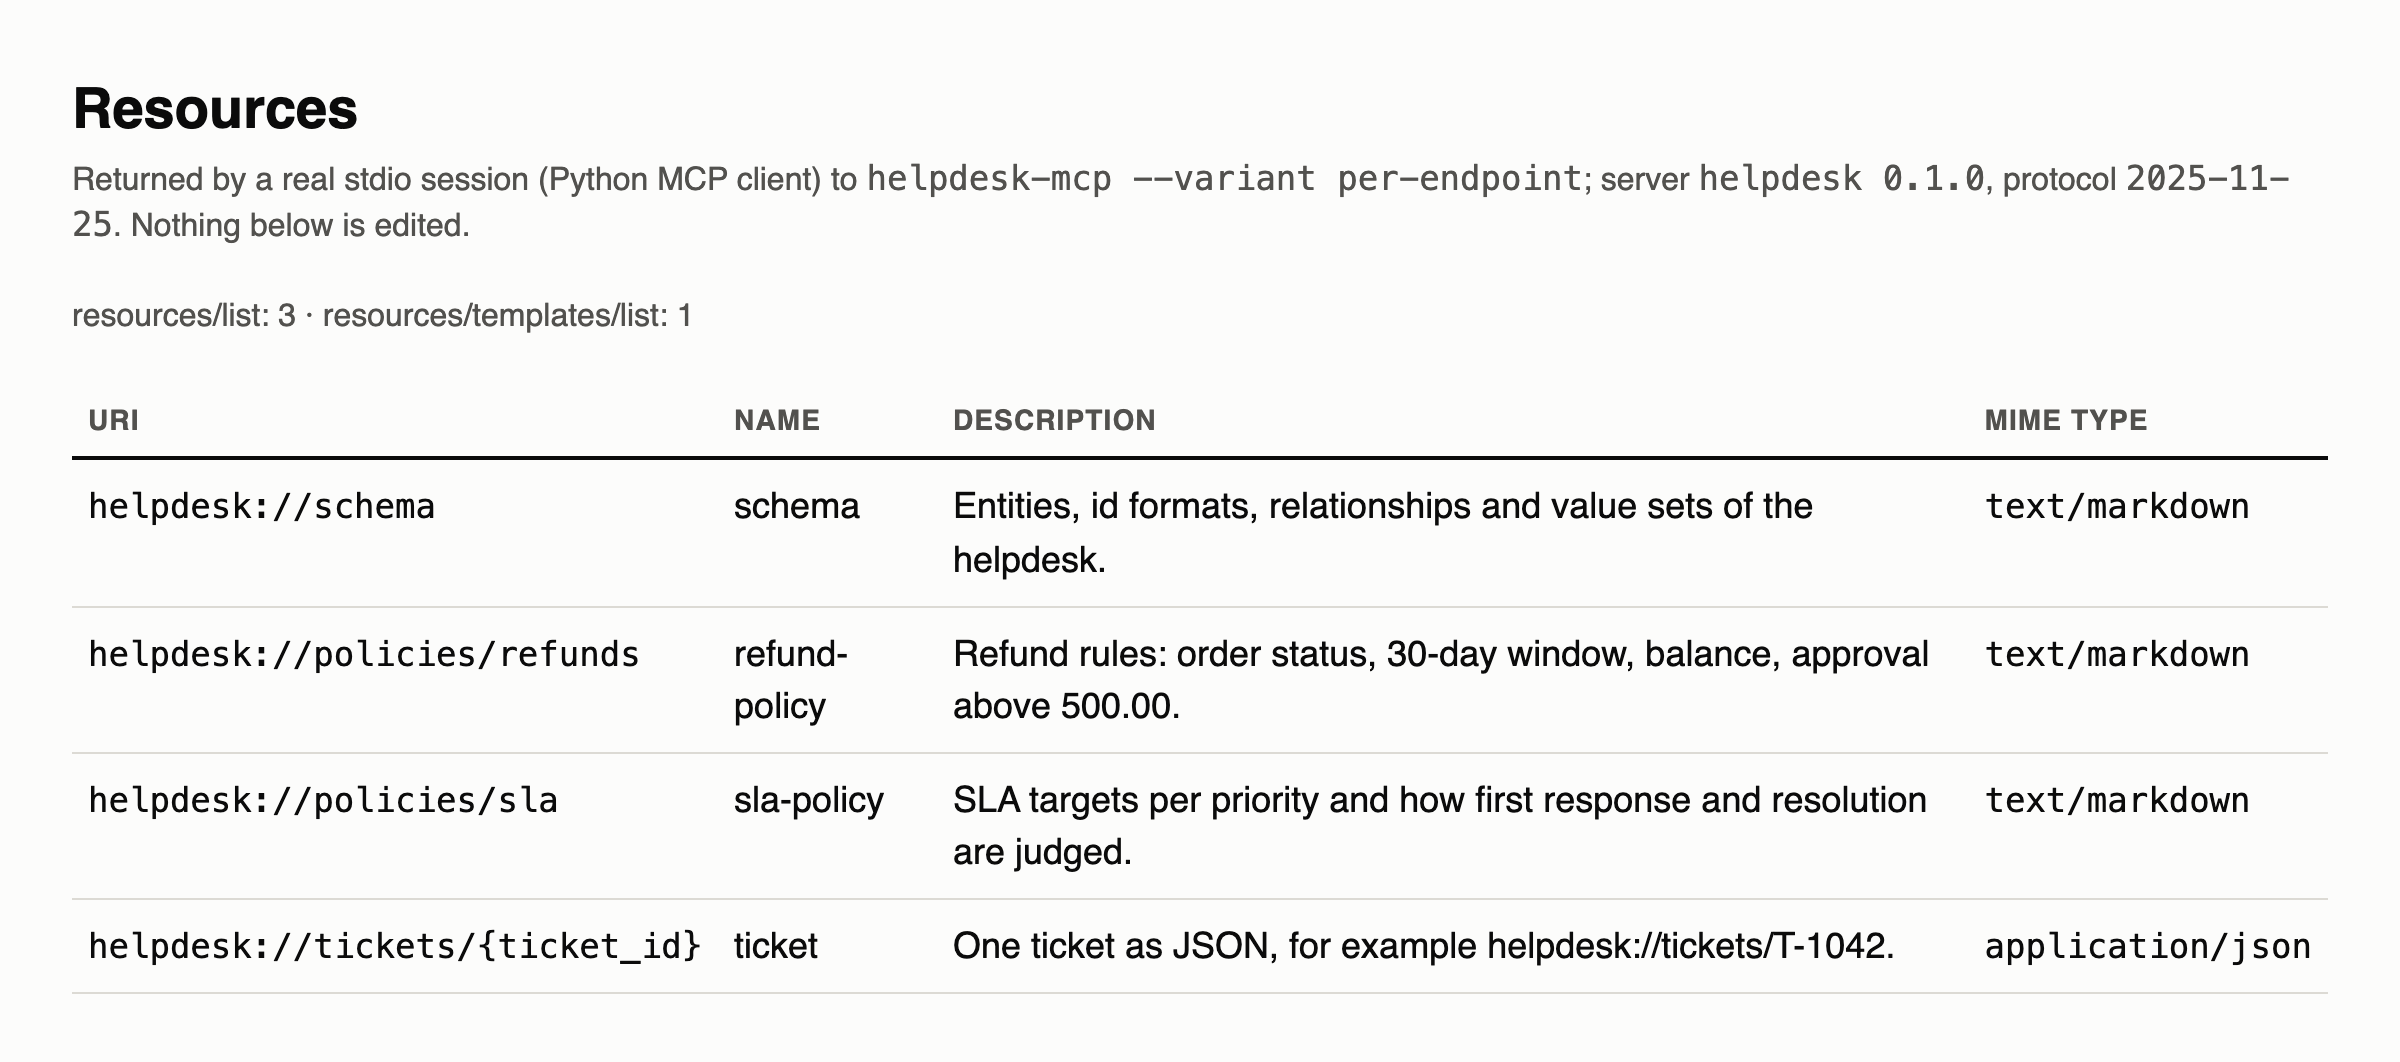 Resources
Returned by a real stdio session (Python MCP client) to helpdesk-mcp --variant per-endpoint; server helpdesk 0.1.0, protocol 2025-11-
25. Nothing below is edited.
resources/list: 3 · resources/templates/list: 1
URI NAME DESCRIPTION MIME TYPE
helpdesk://schema schema Entities, id formats, relationships and value sets of the text/markdown
helpdesk.
helpdesk://policies/refunds refund- Refund rules: order status, 30-day window, balance, approval text/markdown
policy above 500.00.
helpdesk://policies/sla sla-policy SLA targets per priority and how first response and resolution text/markdown
are judged.
helpdesk://tickets/{ticket_id} ticket One ticket as JSON, for example helpdesk://tickets/T-1042. application/json